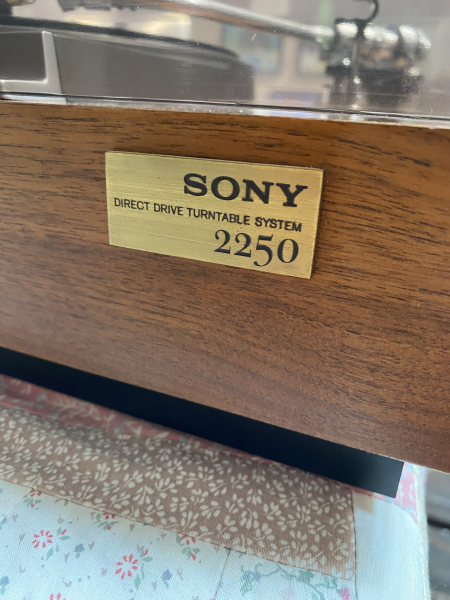 SONY
DIRECT DRIVE TURNTABLE SYSTEM
2250